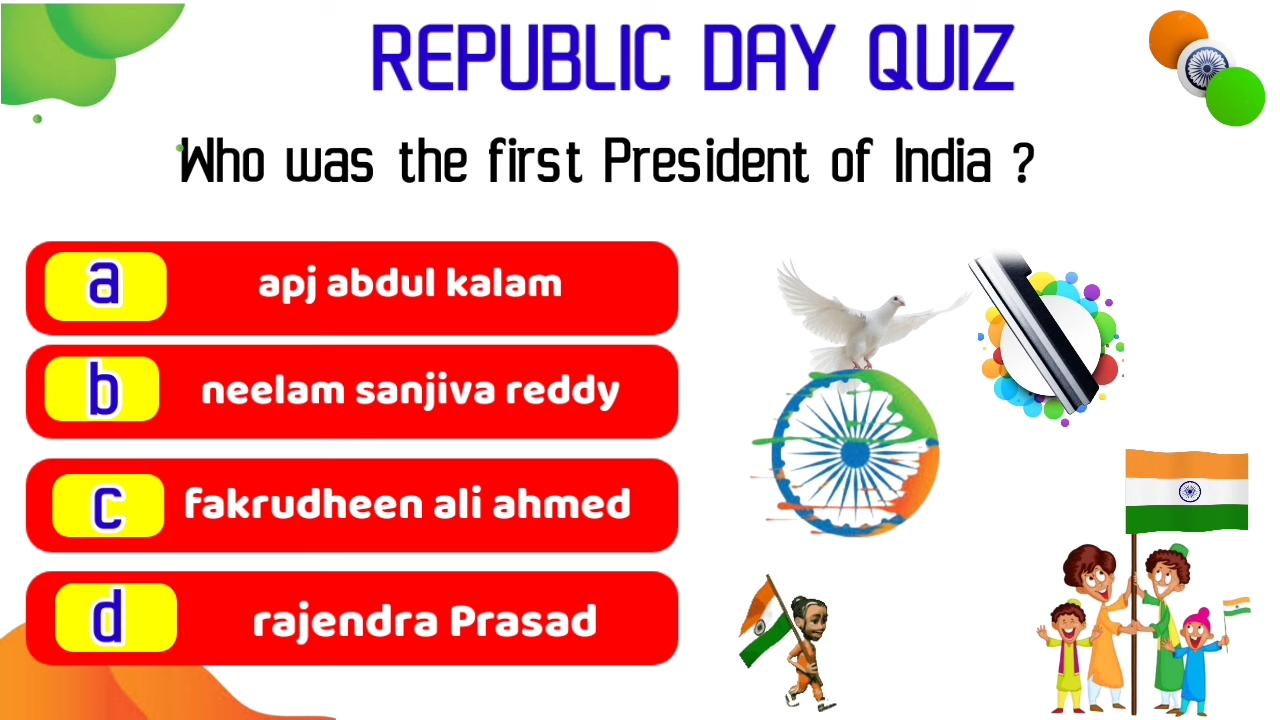 REPUBLIC DAY QUIZ
Who was the first President of India ?
a apj abdul kalam
b neelam sanjiva reddy
c fakrudheen ali ahmed
d rajendra Prasad